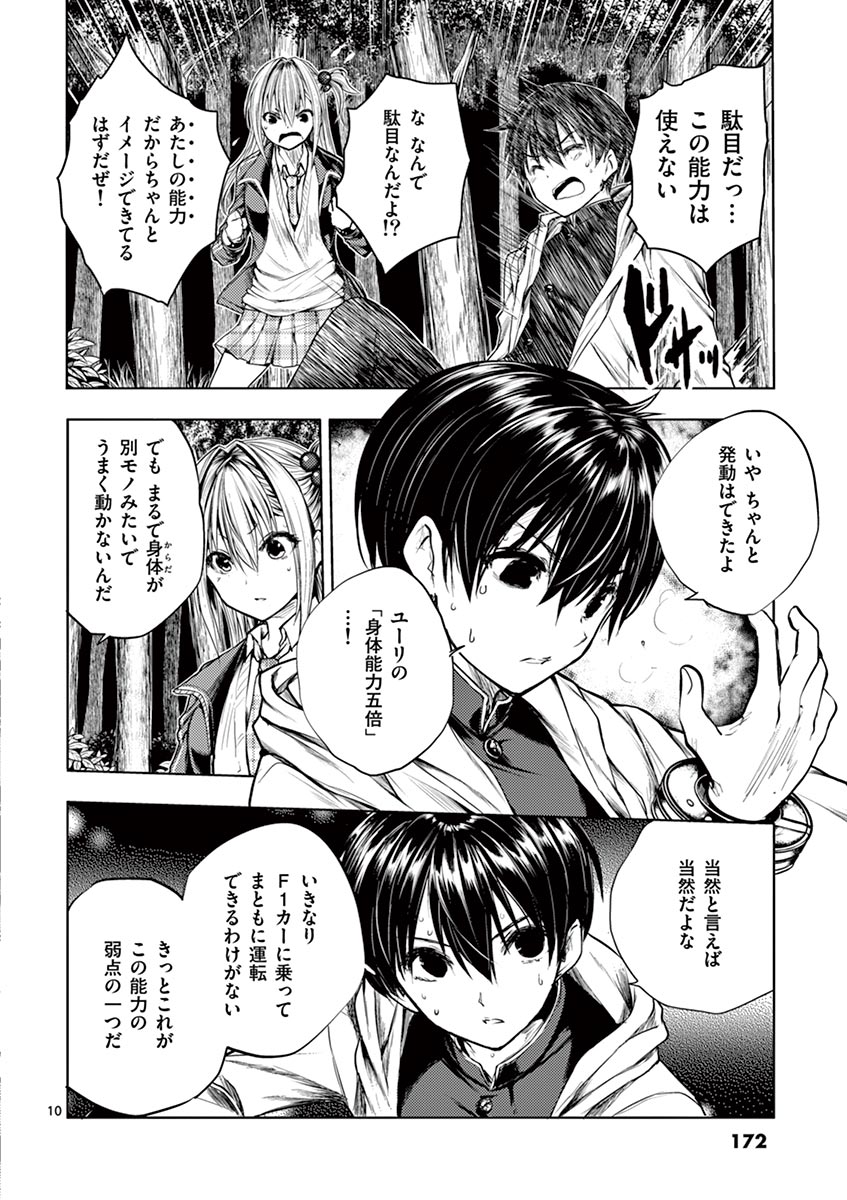 駄目だっ…
この能力は
使えない
な なんで
駄目なんだよ!?
あたしの能力
だからちゃんと
イメージできてる
はずだぜ!
ドサッ
いや ちゃんと
発動はできたよ
ユーリの
「身体能力五倍」
…!
でも まるで身体が
からだ
別モノみたいで
うまく動かないんだ
当然と言えば
当然だよな
いきなり
F1カーに乗って
まともに運転
できるわけがない
きっとこれが
この能力の
弱点の一つだ
10
172